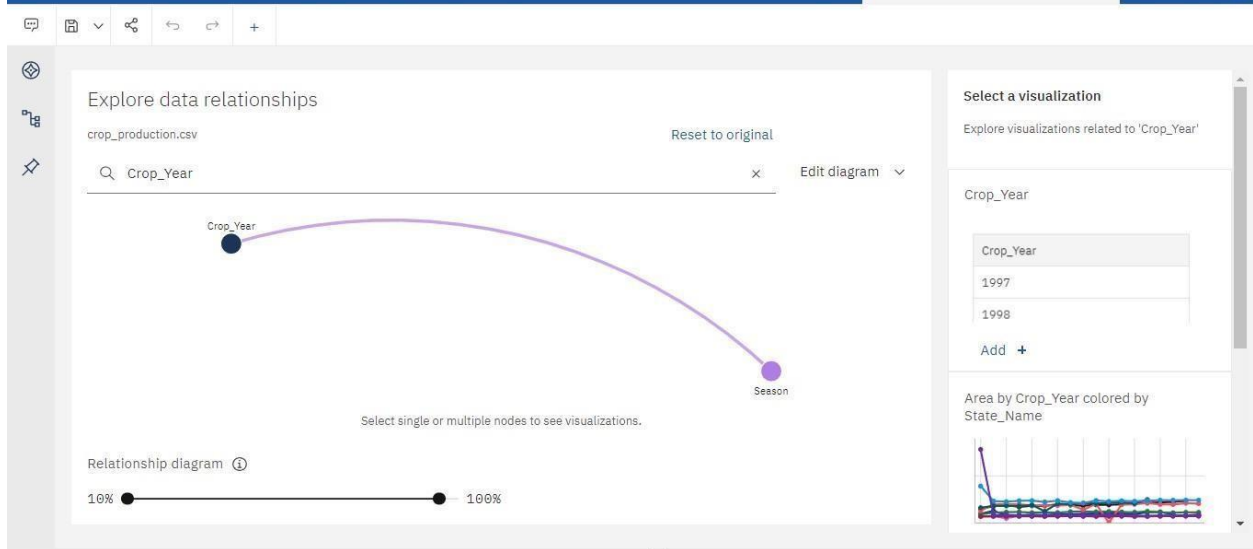 Explore data relationships
crop_production.csv
Reset to original
Crop_Year
Edit diagram
Crop_Year
Season
Select single or multiple nodes to see visualizations.
Relationship diagram
10%
100%
Select a visualization
Explore visualizations related to 'Crop_Year'
Crop_Year
Crop_Year
1997
1998
Add +
Area by Crop_Year colored by
State_Name